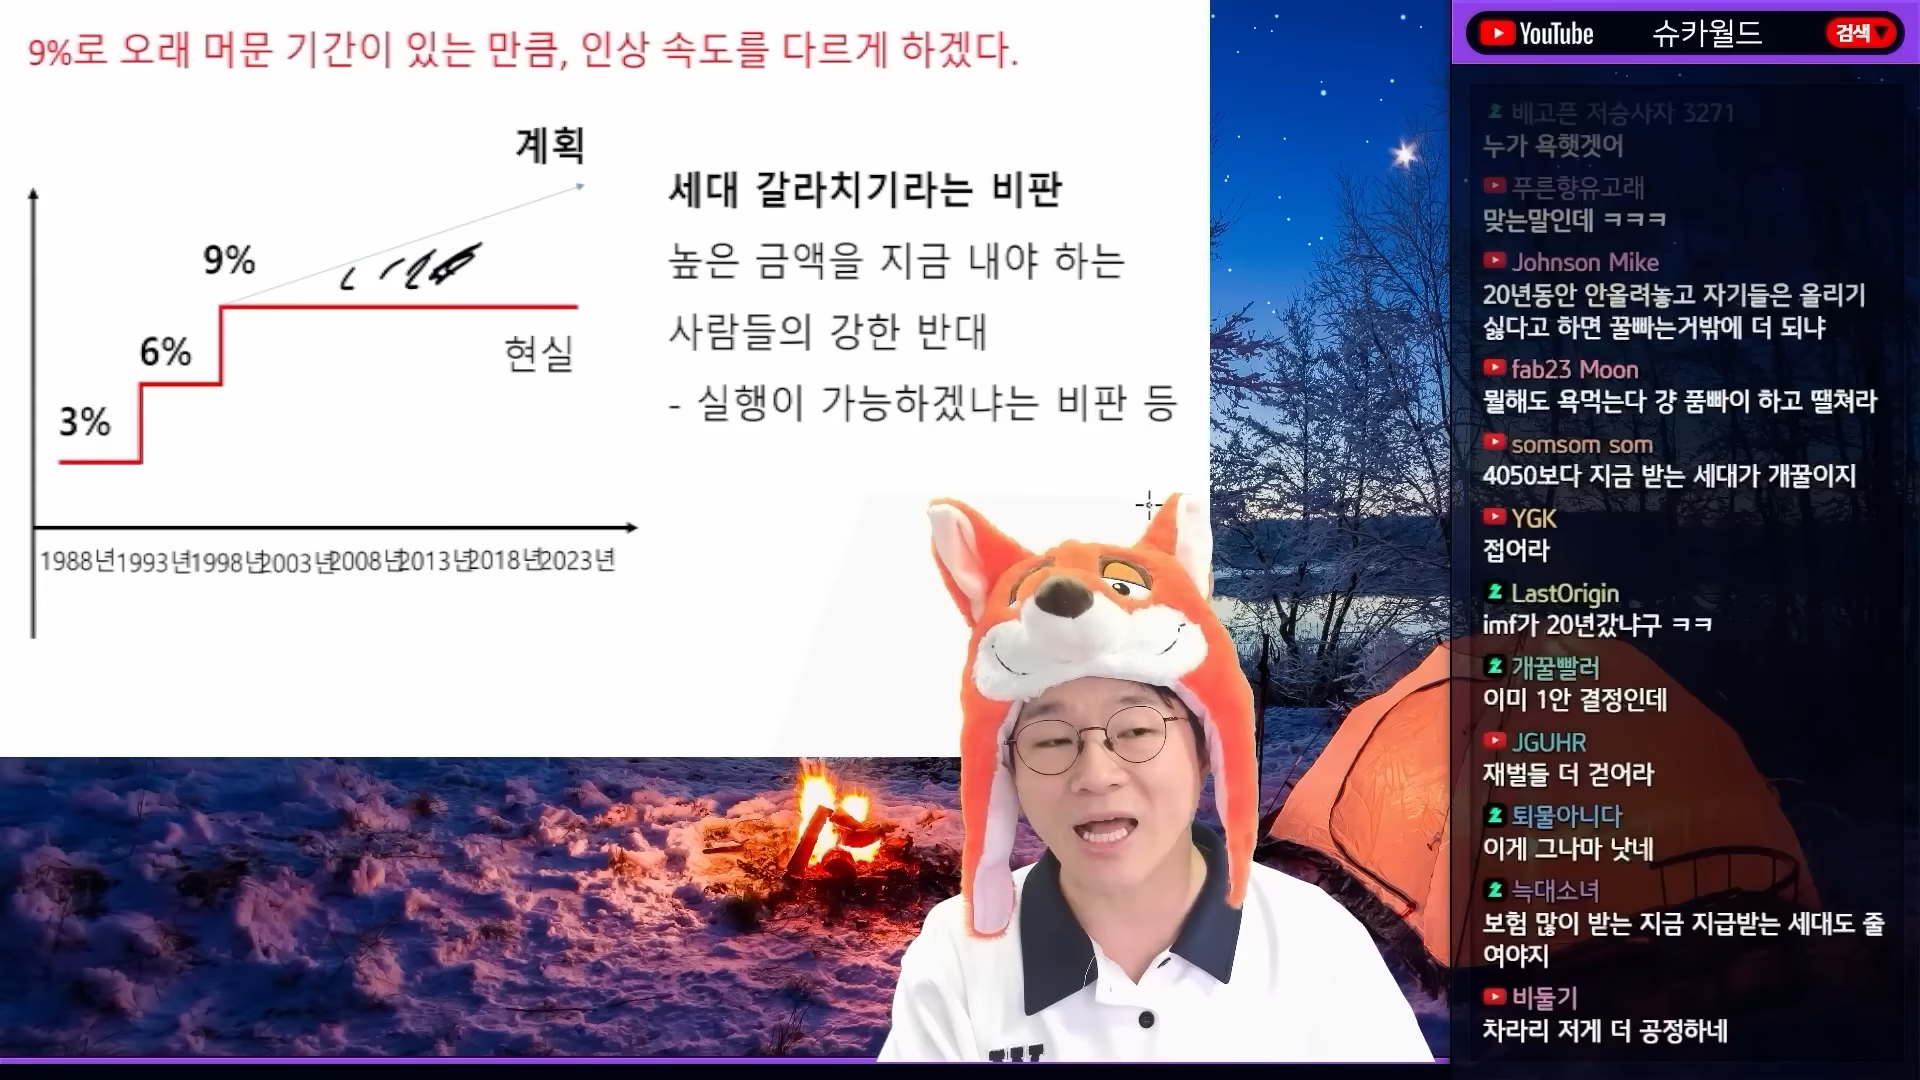 9%로 오래 머문 기간이 있는 만큼, 인상 속도를 다르게 하겠다.
계획
9%
6%
3%
현실
1988년1993년1998년2003년2008년2013년2018년2023년
세대 갈라치기라는 비판
높은 금액을 지금 내야 하는
사람들의 강한 반대
- 실행이 가능하겠냐는 비판 등
YouTube 슈카월드 검색
배고픈 저승사자 3271
누가 욕햇겟어
푸른향유고래
맞는말인데 ㅋㅋㅋ
Johnson Mike
20년동안 안올려놓고 자기들은 올리기
싫다고 하면 꿀빠는거밖에 더 되냐
fab23 Moon
뭘해도 욕먹는다 걍 품빠이 하고 땔쳐라
somsom som
4050보다 지금 받는 세대가 개꿀이지
YGK
접어라
LastOrigin
imf가 20년갔냐구 ㅋㅋ
개꿀빨러
이미 1안 결정인데
JGUHR
재벌들 더 걷어라
퇴물아니다
이게 그나마 낫네
늑대소녀
보험 많이 받는 지금 지급받는 세대도 줄
여야지
비둘기
차라리 저게 더 공정하네